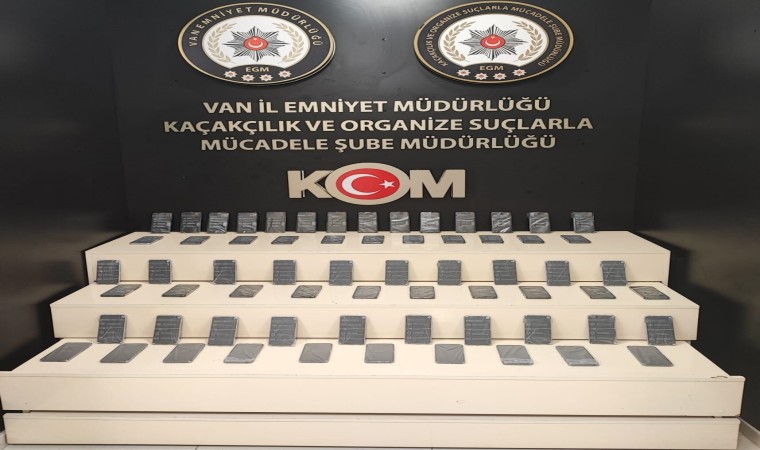 VAN EMNİYET MÜDÜRLÜĞÜ
EGM
KAÇAKÇILIK VE ORGANİZE SUÇLARLA MÜCADELE ŞUBE MÜDÜRLÜĞÜ
EGM
VAN İL EMNİYET MÜDÜRLÜĞÜ
KAÇAKÇILIK VE ORGANİZE SUÇLARLA
MÜCADELE ŞUBE MÜDÜRLÜĞÜ
KOM